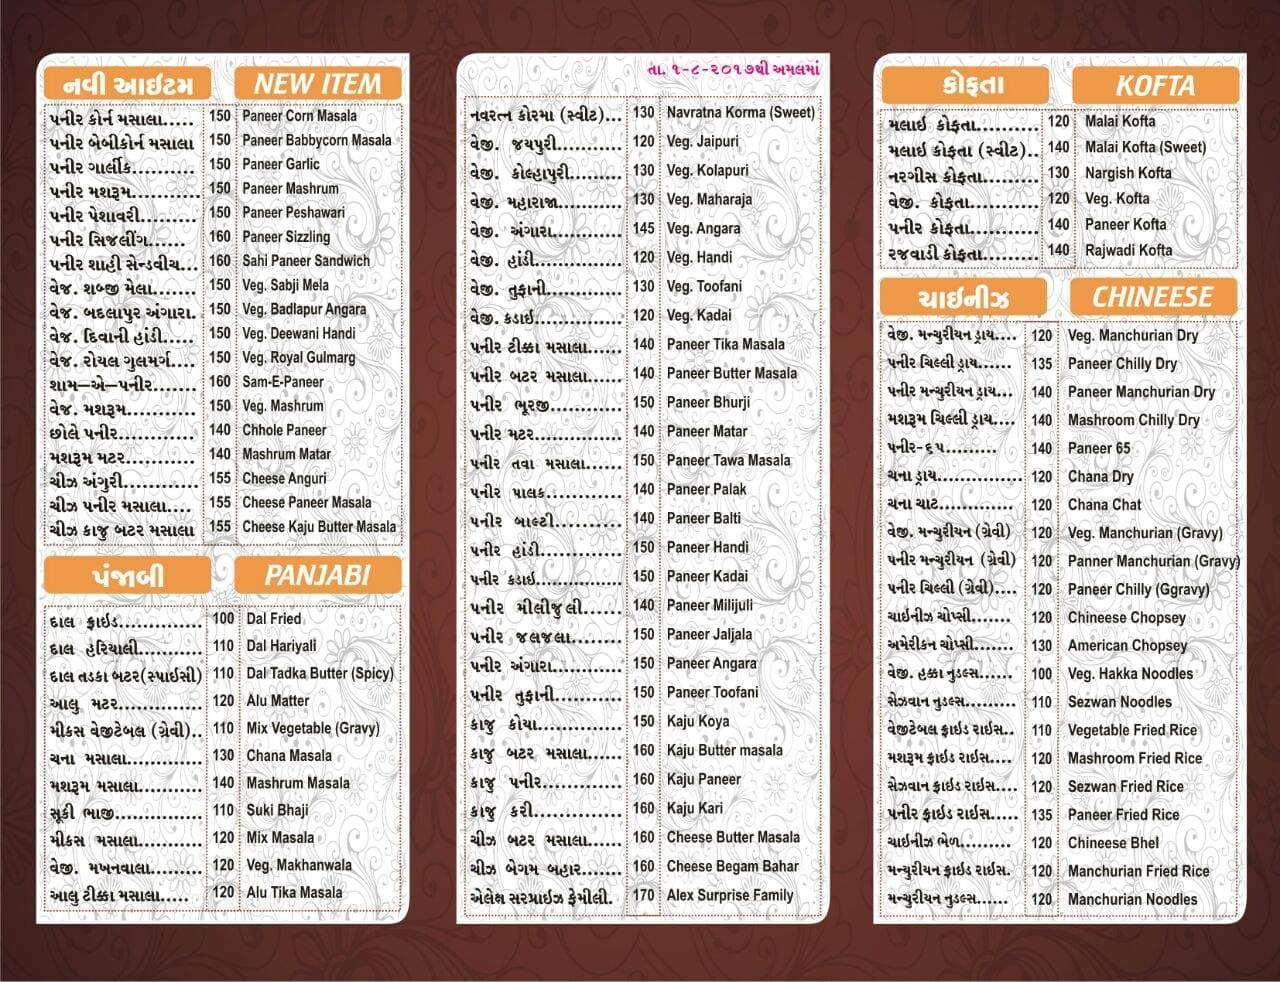 નવી આઇટમ NEW ITEM
પનીર કોર્ન મસાલા..... 150 Paneer Corn Masala
પનીર બેબીકોર્ન મસાલા 150 Paneer Babbycorn Masala
પનીર ગાર્લીક.......... 150 Paneer Garlic
પનીર મશરૂમ.......... 150 Paneer Mashrum
પનીર પેશાવરી......... 150 Paneer Peshawari
પનીર સિજલીંગ...... 160 Paneer Sizzling
પનીર શાહી સેન્ડવીચ... 160 Sahi Paneer Sandwich
વેજ. શબ્જી મેલા....... 150 Veg. Sabji Mela
વેજ. બદલાપુર અંગારા. 150 Veg. Badlapur Angara
વેજ. દિવાની હાંડી..... 150 Veg. Deewani Handi
વેજ. રોયલ ગુલમર્ગ.... 150 Veg. Royal Gulmarg
શામ–એ–પનીર........ 160 Sam-E-Paneer
વેજ. મશરૂમ............ 150 Veg. Mashrum
છોલે પનીર............. 140 Chhole Paneer
મશરૂમ મટર............ 140 Mashrum Matar
ચીઝ અંગુરી............. 155 Cheese Anguri
ચીઝ પનીર મસાલા.... 155 Cheese Paneer Masala
ચીઝ કાજુ બટર મસાલા 155 Cheese Kaju Butter Masala
પંજાબી PANJABI
દાલ ફ્રાઇડ.............. 100 Dal Fried
દાલ હરિયાલી.......... 110 Dal Hariyali
દાલ તડકા બટર(સ્પાઇસી) 110 Dal Tadka Butter (Spicy)
આલુ મટર.............. 120 Alu Matter
મીકસ વેજીટેબલ (ગ્રેવી).. 110 Mix Vegetable (Gravy)
ચના મસાલા............ 130 Chana Masala
મશરૂમ મસાલા.......... 140 Mashrum Masala
સૂકી ભાજી.............. 110 Suki Bhaji
મીકસ મસાલા.......... 120 Mix Masala
વેજી. મખનવાલા........ 120 Veg. Makhanwala
આલુ ટીક્કા મસાલા..... 120 Alu Tika Masala
તા. ૧-૮-૨૦૧૭થી અમલમાં
નવરત્ન કોરમા (સ્વીટ)... 130 Navratna Korma (Sweet)
વેજી. જયપુરી............ 120 Veg. Jaipuri
વેજી. કોલ્હાપુરી......... 130 Veg. Kolapuri
વેજી. મહારાજા........... 130 Veg. Maharaja
વેજી. અંગારા............ 145 Veg. Angara
વેજી. હાંડી............... 120 Veg. Handi
વેજી. તુફાની............. 130 Veg. Toofani
વેજી. કડાઇ............... 120 Veg. Kadai
પનીર ટીક્કા મસાલા...... 140 Paneer Tika Masala
પનીર બટર મસાલા....... 140 Paneer Butter Masala
પનીર ભૂરજી............. 150 Paneer Bhurji
પનીર મટર............... 140 Paneer Matar
પનીર તવા મસાલા....... 150 Paneer Tawa Masala
પનીર પાલક.............. 140 Paneer Palak
પનીર બાલ્ટી............. 140 Paneer Balti
પનીર હાંડી............... 150 Paneer Handi
પનીર કડાઇ............... 150 Paneer Kadai
પનીર મીલીજુલી......... 140 Paneer Milijuli
પનીર જલજલા........... 150 Paneer Jaljala
પનીર અંગારા............ 150 Paneer Angara
પનીર તુફાની............. 150 Paneer Toofani
કાજુ કોયા................ 150 Kaju Koya
કાજુ બટર મસાલા........ 160 Kaju Butter masala
કાજુ પનીર............... 160 Kaju Paneer
કાજુ કરી................. 160 Kaju Kari
ચીઝ બટર મસાલા........ 160 Cheese Butter Masala
ચીઝ બેગમ બહાર........ 160 Cheese Begam Bahar
એલેક્ષ સરપ્રાઇઝ ફેમીલી. 170 Alex Surprise Family
કોફતા KOFTA
મલાઇ કોફતા........... 120 Malai Kofta
મલાઇ કોફતા (સ્વીટ).. 140 Malai Kofta (Sweet)
નરગીસ કોફતા.......... 130 Nargish Kofta
વેજી. કોફતા............ 120 Veg. Kofta
પનીર કોફતા............ 140 Paneer Kofta
રજવાડી કોફતા......... 140 Rajwadi Kofta
ચાઇનીઝ CHINEESE
વેજી. મન્ચુરીયન ડ્રાય.... 120 Veg. Manchurian Dry
પનીર ચિલ્લી ડ્રાય...... 135 Paneer Chilly Dry
પનીર મન્ચુરીયન ડ્રાય... 140 Paneer Manchurian Dry
મશરૂમ ચિલ્લી ડ્રાય.... 140 Mashroom Chilly Dry
પનીર-૬૫......... 140 Paneer 65
ચના ડ્રાય............... 120 Chana Dry
ચના ચાટ............... 120 Chana Chat
વેજી. મન્ચુરીયન (ગ્રેવી) 120 Veg. Manchurian (Gravy)
પનીર મન્ચુરીયન (ગ્રેવી) 120 Panner Manchurian (Gravy)
પનીર ચિલ્લી (ગ્રેવી).... 120 Paneer Chilly (Ggravy)
ચાઇનીઝ ચોપ્સી......... 120 Chineese Chopsey
અમેરીકન ચોપ્સી....... 130 American Chopsey
વેજી. હક્કા નુડલ્સ...... 100 Veg. Hakka Noodles
સેઝવાન નુડલ્સ......... 110 Sezwan Noodles
વેજીટેબલ ફ્રાઇડ રાઇસ.. 110 Vegetable Fried Rice
મશરૂમ ફ્રાઇડ રાઇસ.... 120 Mashroom Fried Rice
સેઝવાન ફ્રાઇડ રાઇસ.... 120 Sezwan Fried Rice
પનીર ફ્રાઇડ રાઇસ..... 135 Paneer Fried Rice
ચાઇનીઝ ભેળ.......... 120 Chineese Bhel
મન્ચુરીયન ફ્રાઇડ રાઇસ. 120 Manchurian Fried Rice
મન્ચુરીયન નુડલ્સ...... 120 Manchurian Noodles